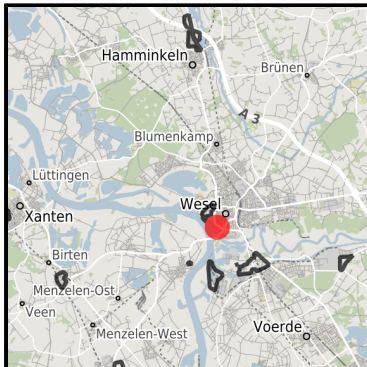 Hamminkeln
Brünen
A 3
Blumenkamp
Lüttingen
Wesel
Xanten
Birten
Menzelen-Ost
Veen
Menzelen-West
Voerde